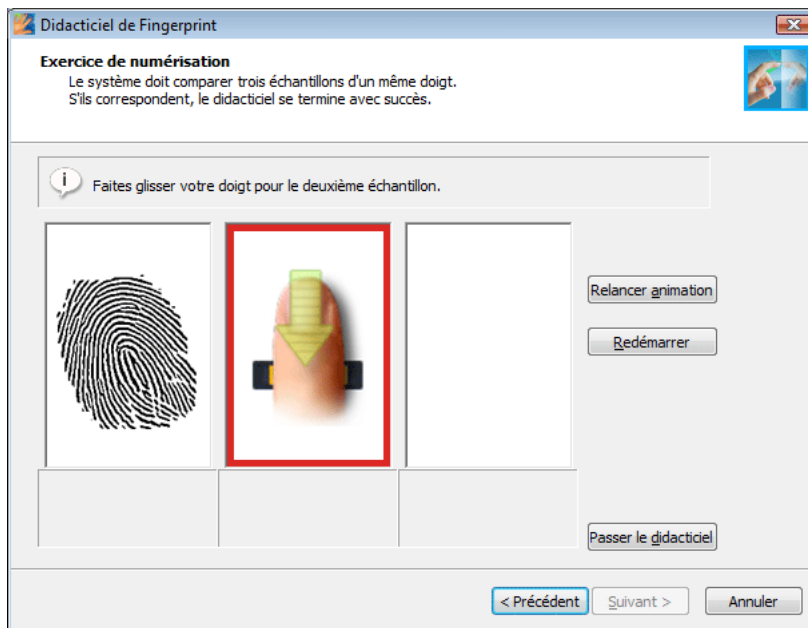 Didacticiel de Fingerprint
Exercice de numérisation
Le système doit comparer trois échantillons d'un même doigt.
S'ils correspondent, le didacticiel se termine avec succès.
Faites glisser votre doigt pour le deuxième échantillon.
Relancer animation
Redémarrer
Passer le didacticiel
< Précédent Suivant > Annuler